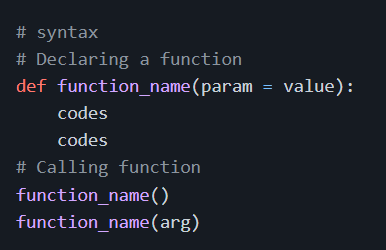 # syntax
# Declaring a function
def function_name(param = value):
    codes
    codes
# Calling function
function_name()
function_name(arg)